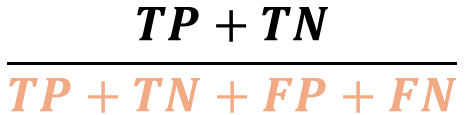 TP + TN
TP + TN + FP + FN